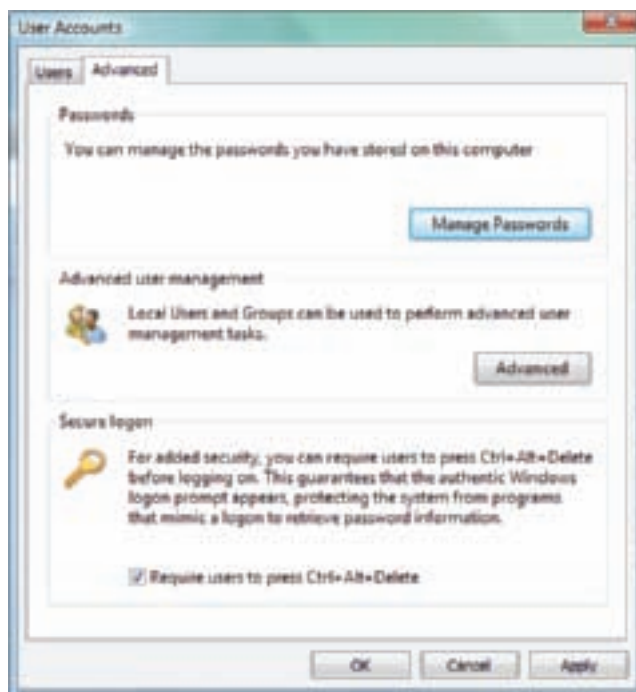 User Accounts
Users Advanced
Passwords
You can manage the passwords you have stored on this computer
Manage Passwords
Advanced user management
Local Users and Groups can be used to perform advanced user
management tasks.
Advanced
Secure logon
For added security, you can require users to press Ctrl+Alt+Delete
before logging on. This guarantees that the authentic Windows
logon prompt appears, protecting the system from programs
that mimic a logon to retrieve password information.
Require users to press Ctrl+Alt+Delete
OK Cancel Apply